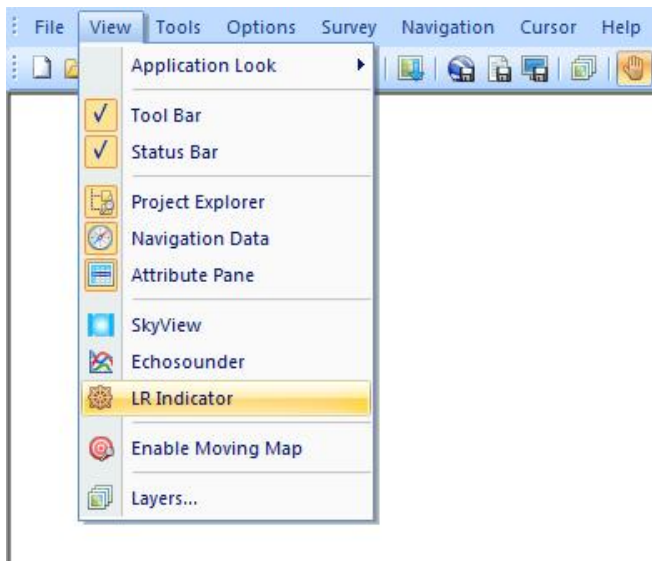 File View Tools Options Survey Navigation Cursor Help
Application Look
Tool Bar
Status Bar
Project Explorer
Navigation Data
Attribute Pane
SkyView
Echosounder
LR Indicator
Enable Moving Map
Layers...